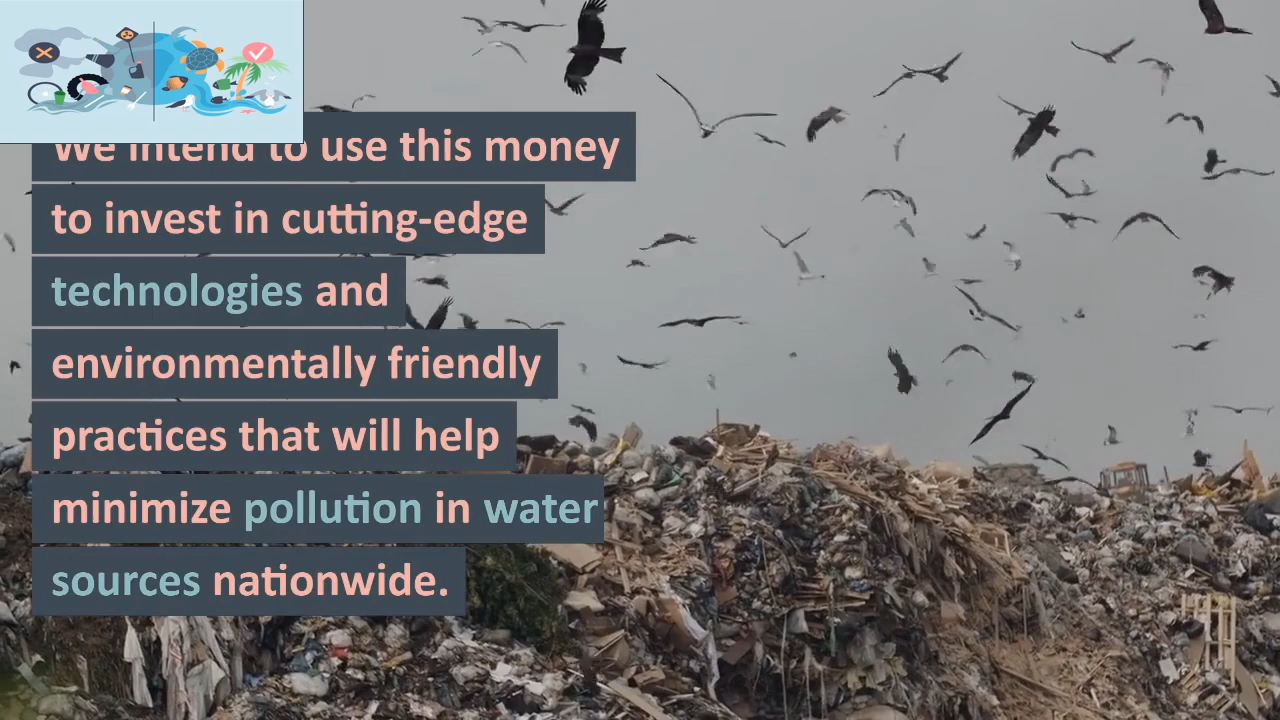 We intend to use this money
to invest in cutting-edge
technologies and
environmentally friendly
practices that will help
minimize pollution in water
sources nationwide.